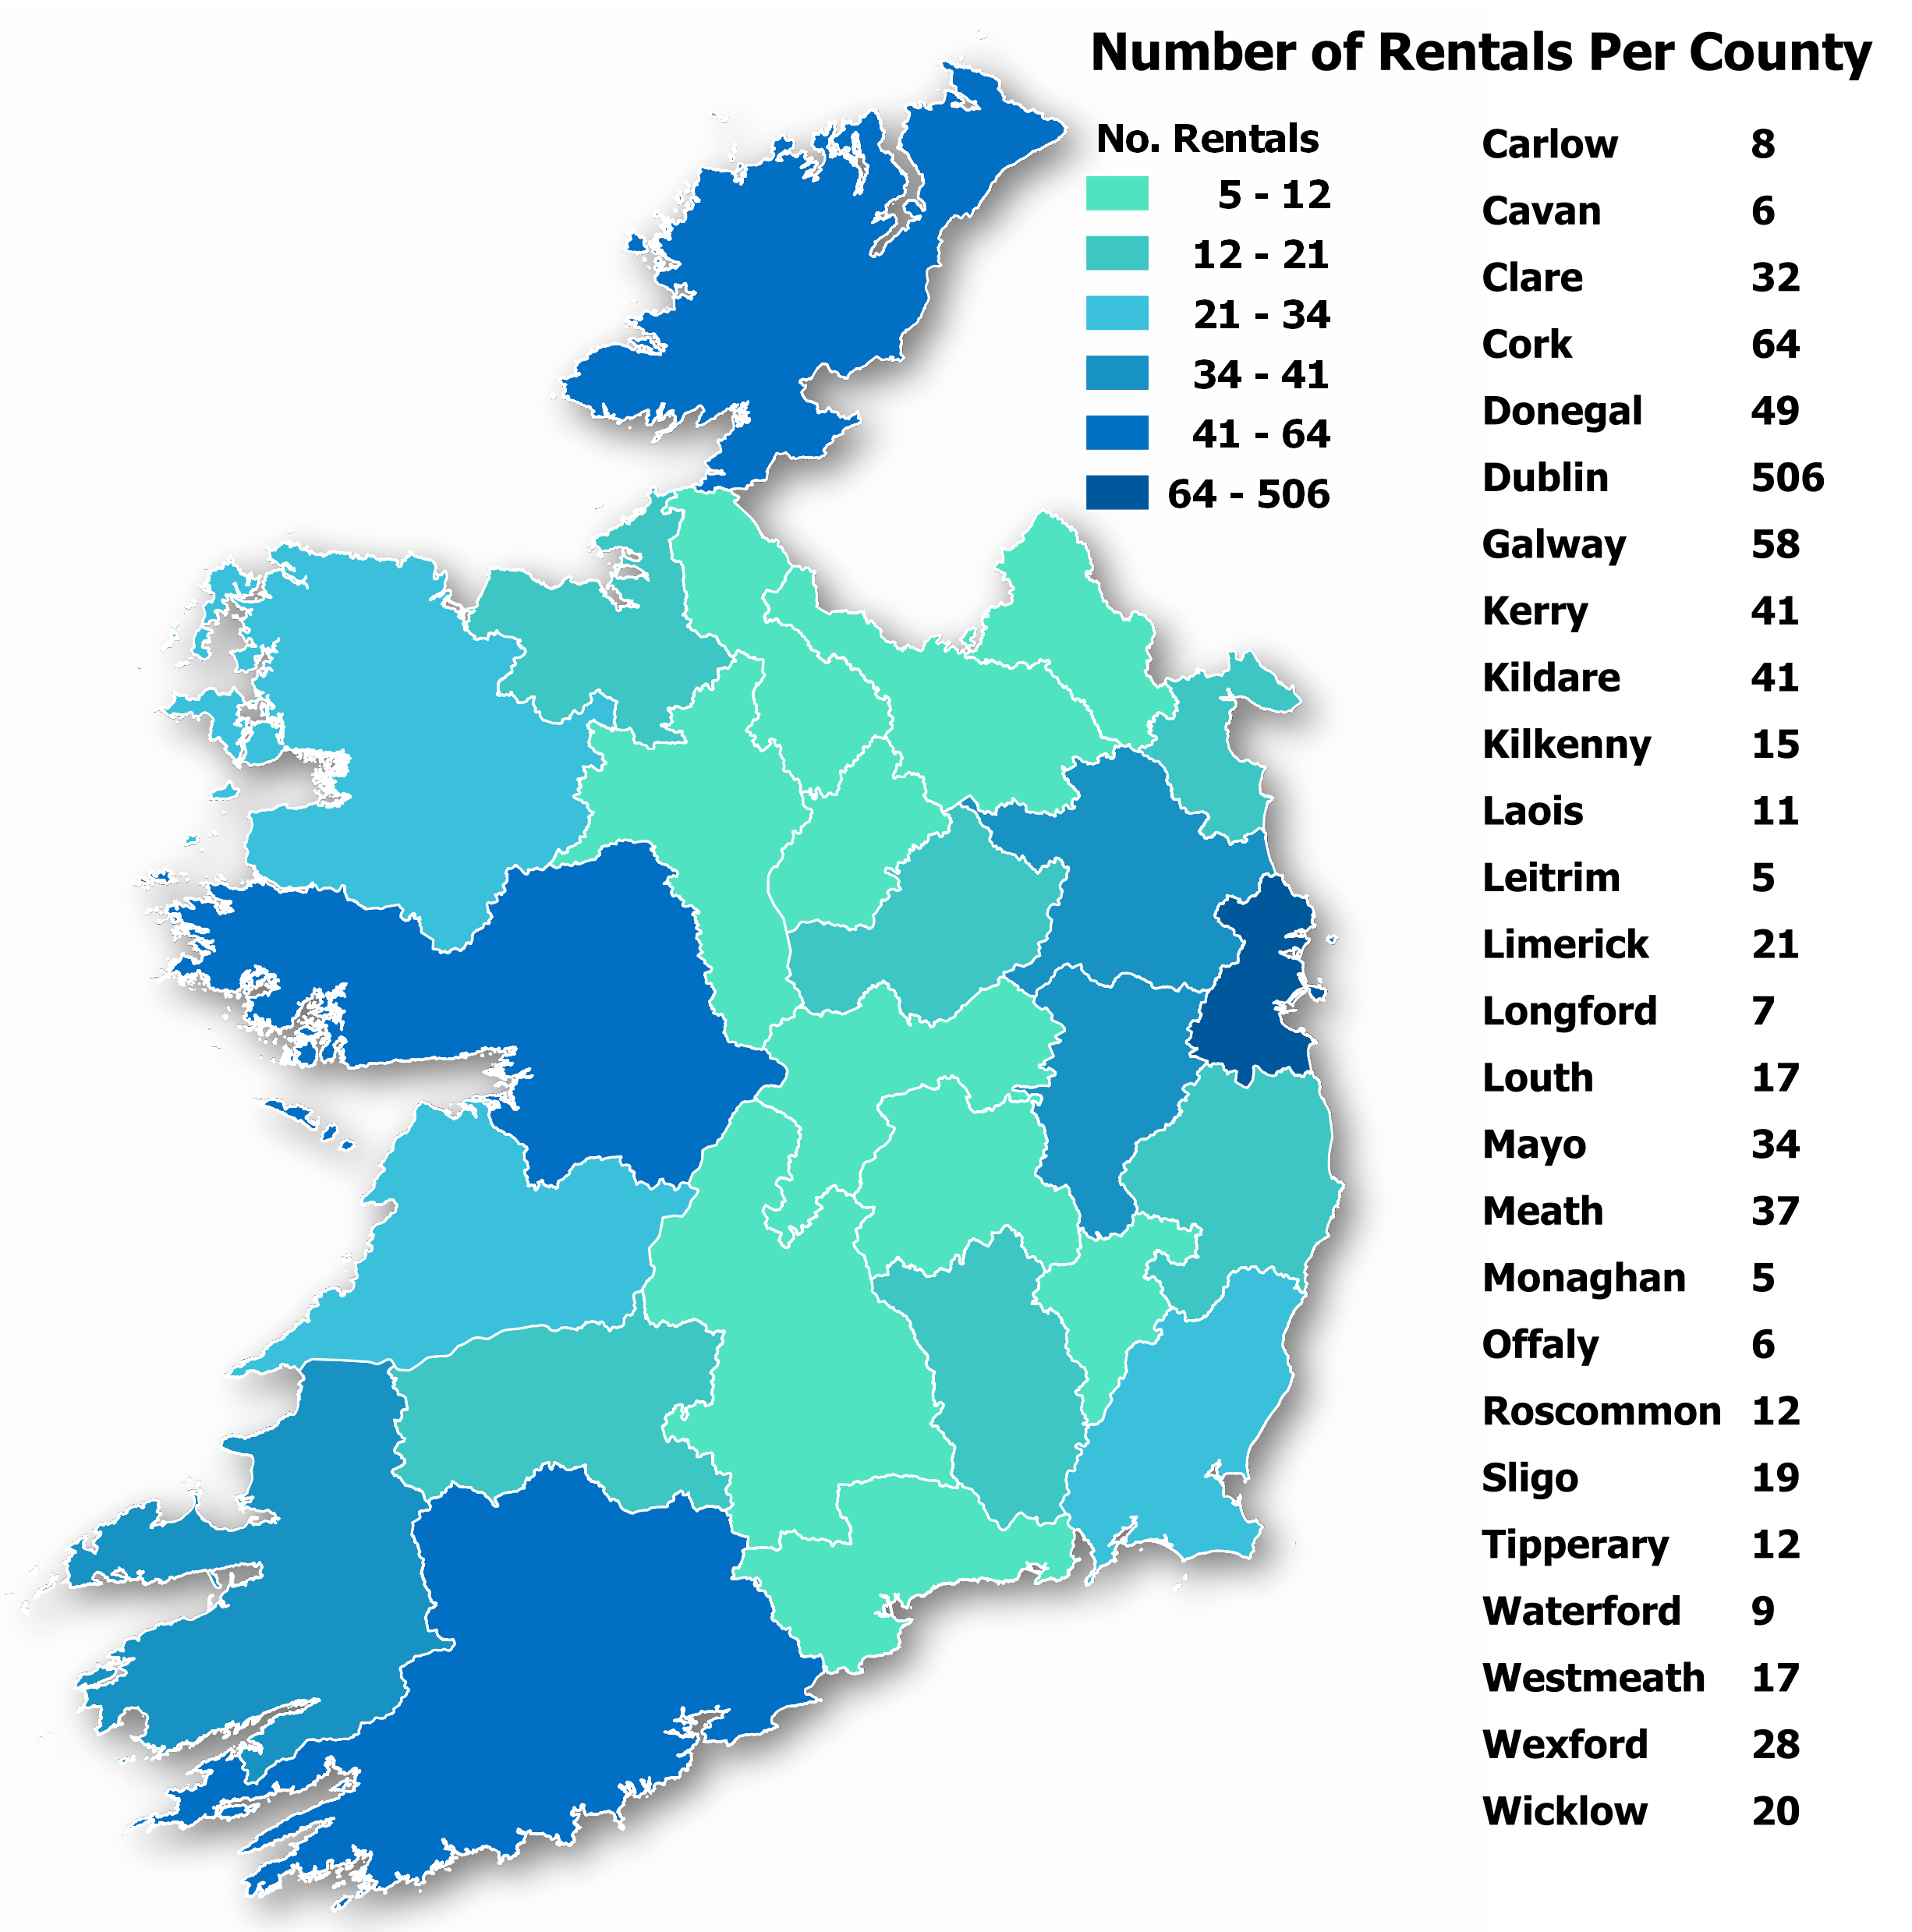 Number of Rentals Per County
No. Rentals
5 - 12
12 - 21
21 - 34
34 - 41
41 - 64
64 - 506
Carlow 8
Cavan 6
Clare 32
Cork 64
Donegal 49
Dublin 506
Galway 58
Kerry 41
Kildare 41
Kilkenny 15
Laois 11
Leitrim 5
Limerick 21
Longford 7
Louth 17
Mayo 34
Meath 37
Monaghan 5
Offaly 6
Roscommon 12
Sligo 19
Tipperary 12
Waterford 9
Westmeath 17
Wexford 28
Wicklow 20